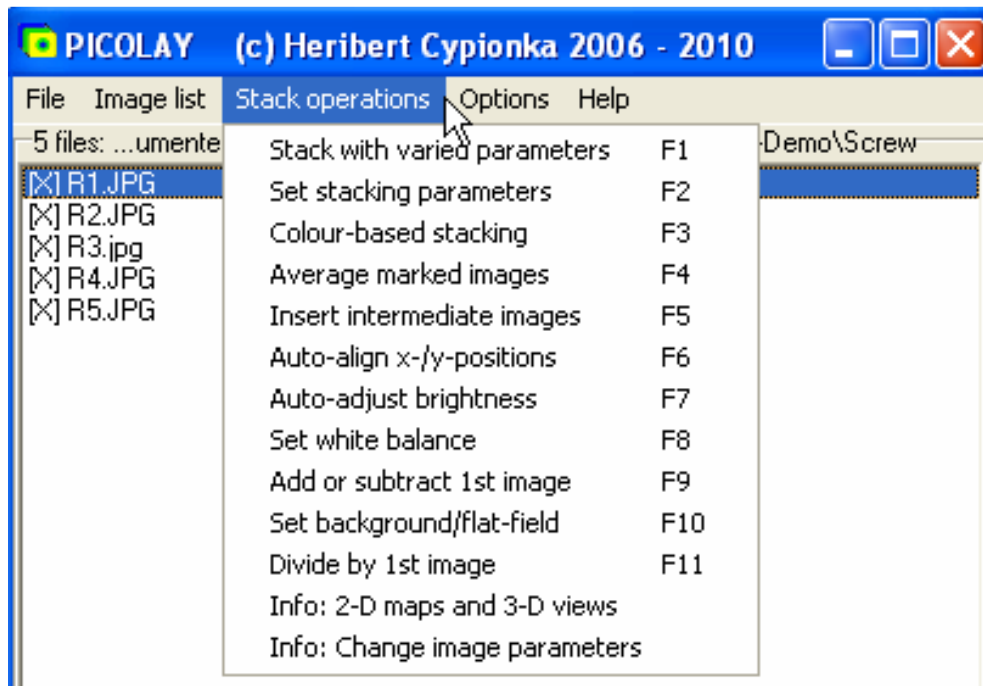 PICOLAY (c) Heribert Cypionka 2006 - 2010
File Image list Stack operations Options Help
5 files: ...umente
-Demo\Screw
[X] R1.JPG
[X] R2.JPG
[X] R3.jpg
[X] R4.JPG
[X] R5.JPG
Stack with varied parameters F1
Set stacking parameters F2
Colour-based stacking F3
Average marked images F4
Insert intermediate images F5
Auto-align x-/y-positions F6
Auto-adjust brightness F7
Set white balance F8
Add or subtract 1st image F9
Set background/flat-field F10
Divide by 1st image F11
Info: 2-D maps and 3-D views
Info: Change image parameters